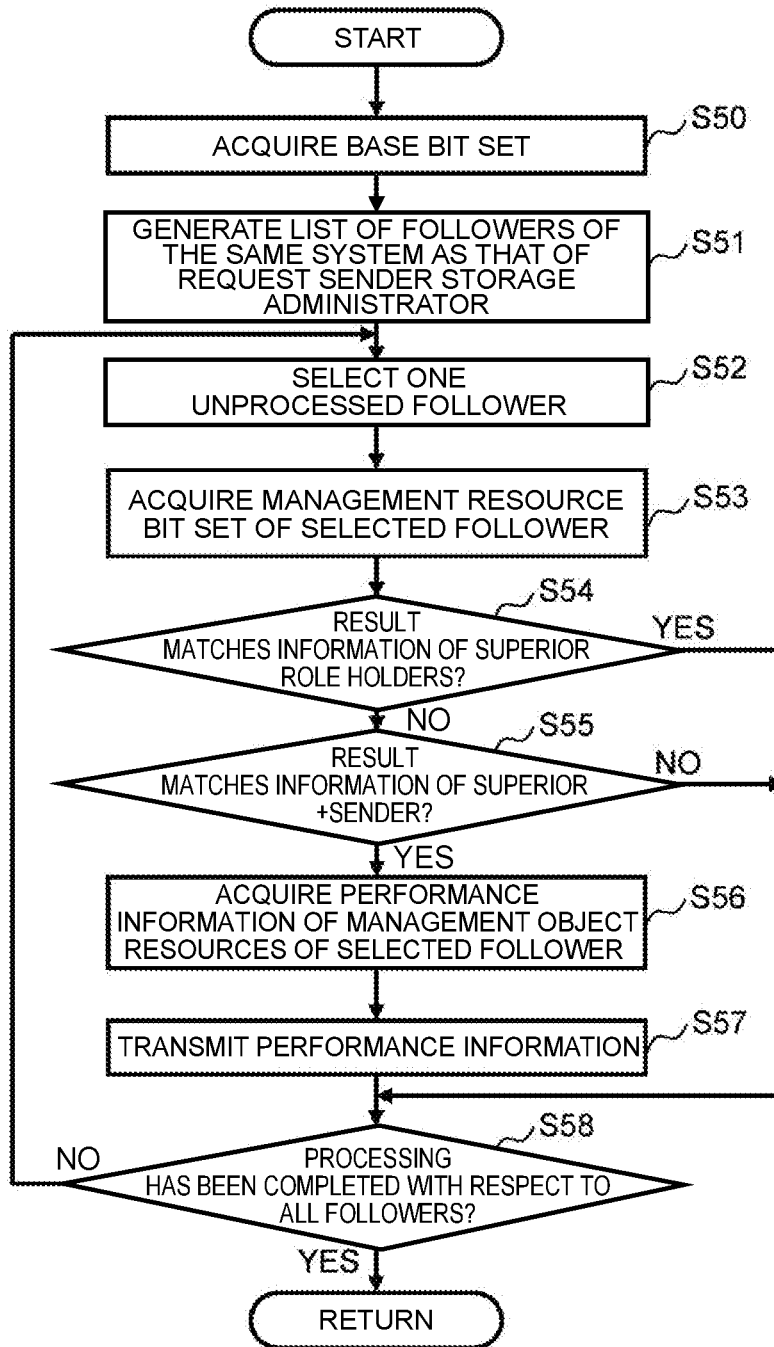 START
S50
ACQUIRE BASE BIT SET
S51
GENERATE LIST OF FOLLOWERS OF
THE SAME SYSTEM AS THAT OF
REQUEST SENDER STORAGE
ADMINISTRATOR
S52
SELECT ONE
UNPROCESSED FOLLOWER
S53
ACQUIRE MANAGEMENT RESOURCE
BIT SET OF SELECTED FOLLOWER
S54
RESULT
MATCHES INFORMATION OF SUPERIOR
ROLE HOLDERS?
YES
NO
S55
RESULT
MATCHES INFORMATION OF SUPERIOR
+SENDER?
NO
YES
S56
ACQUIRE PERFORMANCE
INFORMATION OF MANAGEMENT OBJECT
RESOURCES OF SELECTED FOLLOWER
S57
TRANSMIT PERFORMANCE INFORMATION
S58
NO
PROCESSING
HAS BEEN COMPLETED WITH RESPECT TO
ALL FOLLOWERS?
YES
RETURN